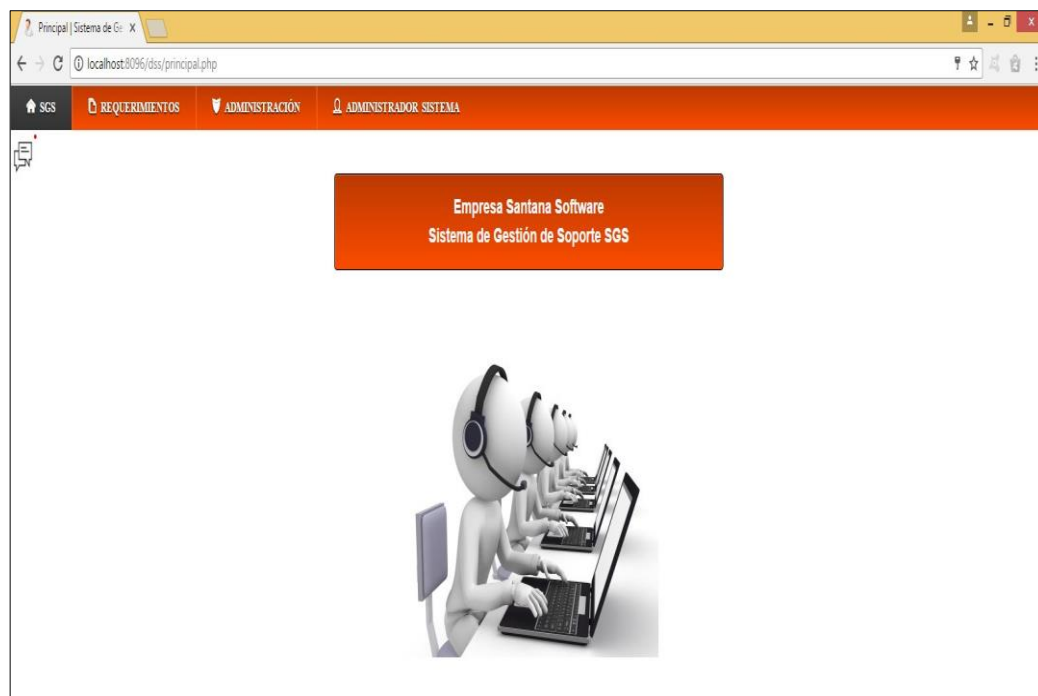 Principal | Sistema de Ge
localhost:8096/dss/principal.php
SGS
REQUERIMIENTOS
ADMINISTRACIÓN
ADMINISTRADOR SISTEMA
Empresa Santana Software
Sistema de Gestión de Soporte SGS